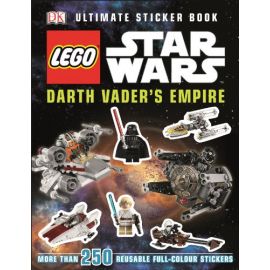 DK ULTIMATE STICKER BOOK
LEGO STAR WARS
DARTH VADER'S EMPIRE
MORE THAN 250 REUSABLE FULL-COLOUR STICKERS